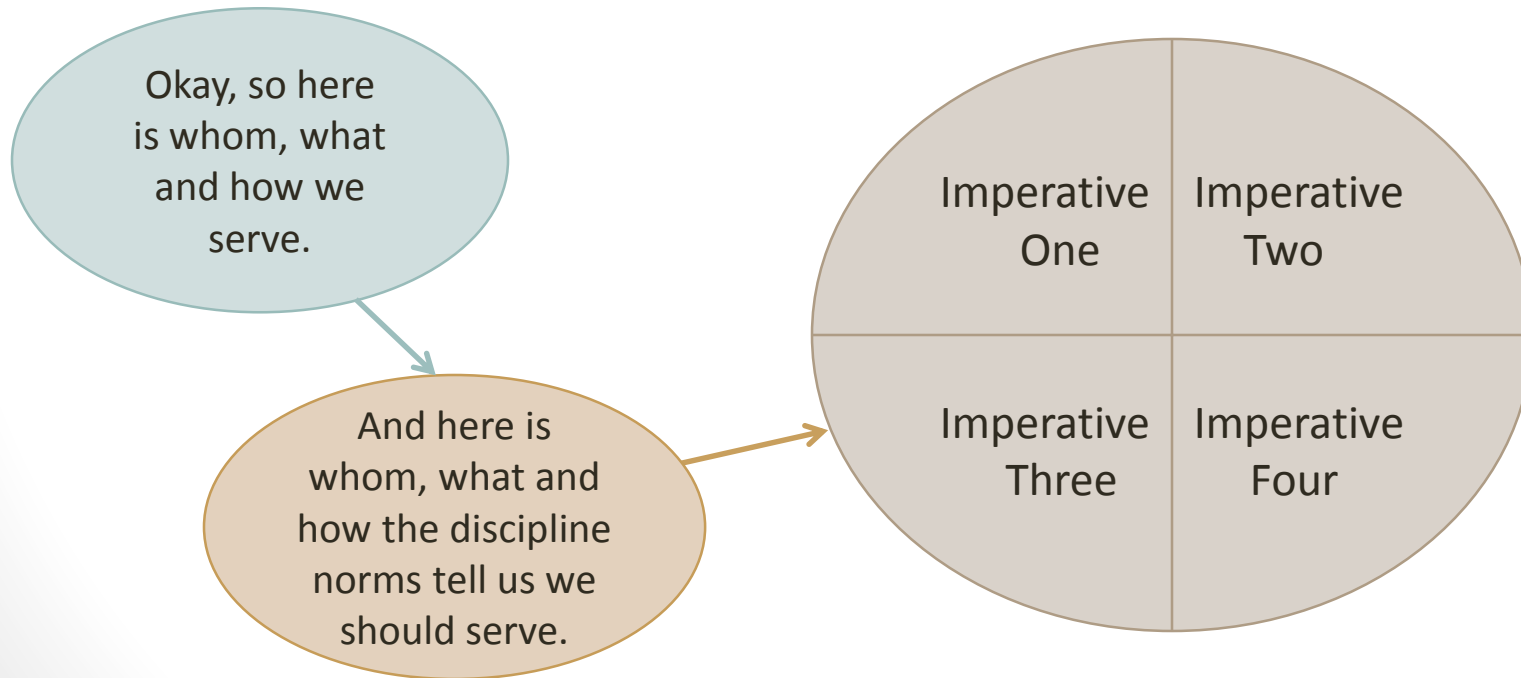 Okay, so here
is whom, what
and how we
serve.
And here is
whom, what and
how the discipline
norms tell us we
should serve.
Imperative
One
Imperative
Two
Imperative
Three
Imperative
Four